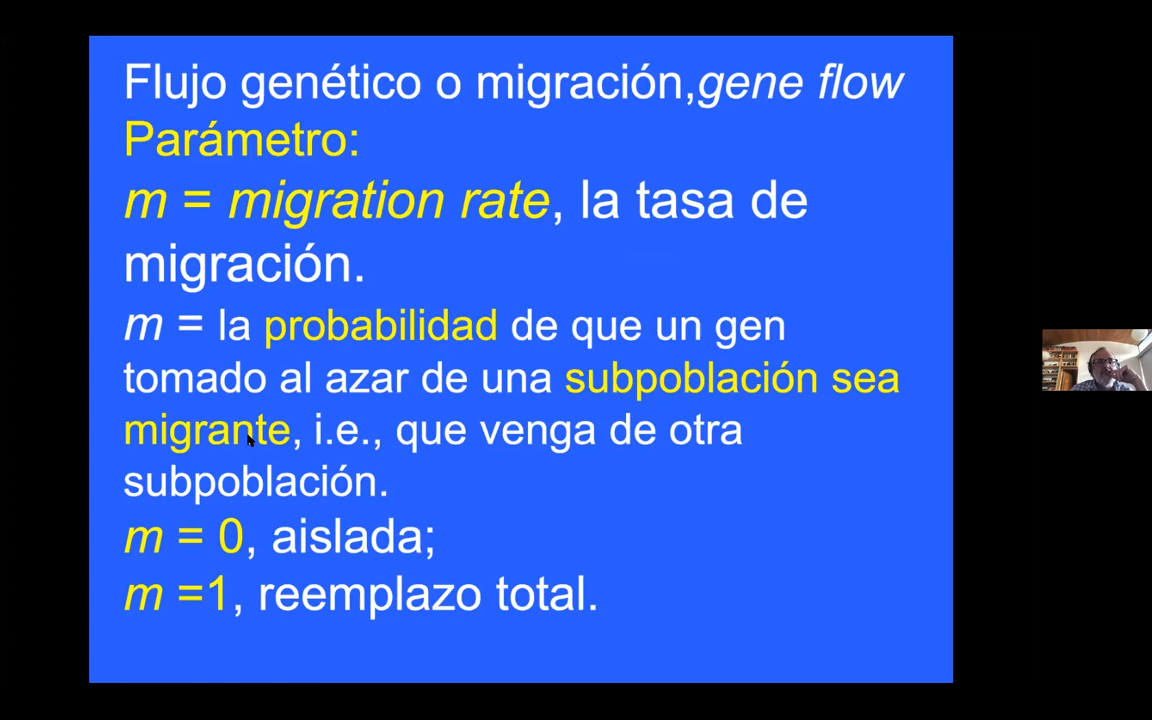 Flujo genético o migración,gene flow
Parámetro:
m = migration rate, la tasa de
migración.
m = la probabilidad de que un gen
tomado al azar de una subpoblación sea
migrante, i.e., que venga de otra
subpoblación.
m = 0, aislada;
m =1, reemplazo total.